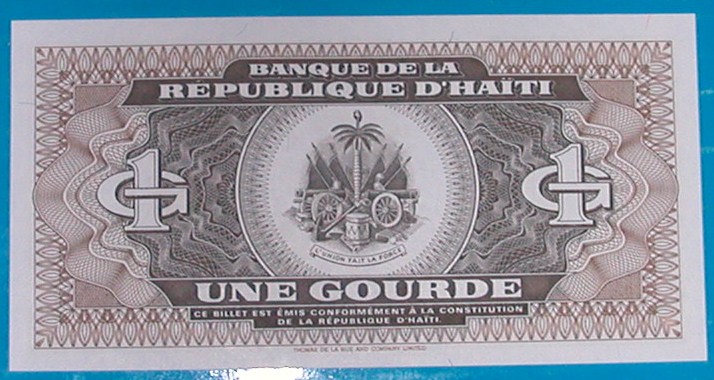 BANQUE DE LA
RÉPUBLIQUE D'HAÏTI
G1 1G
L'UNION FAIT LA FORCE
UNE GOURDE
CE BILLET EST ÉMIS CONFORMÉMENT À LA CONSTITUTION
DE LA RÉPUBLIQUE D'HAÏTI.
THOMAS DE LA RUE AND COMPANY LIMITED